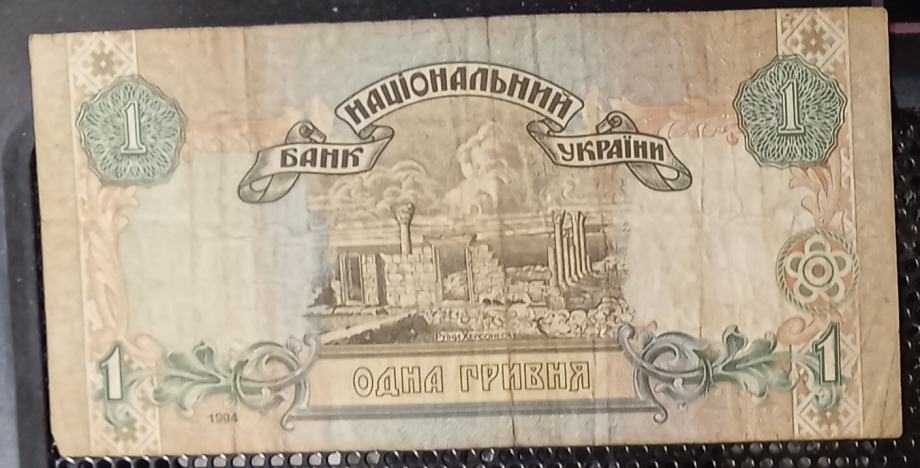 НАЦІОНАЛЬНИЙ
БАНК УКРАЇНИ
1 1
РУЇНИ ХЕРСОНЕСА
1 1
ОДНА ГРИВНЯ
1994